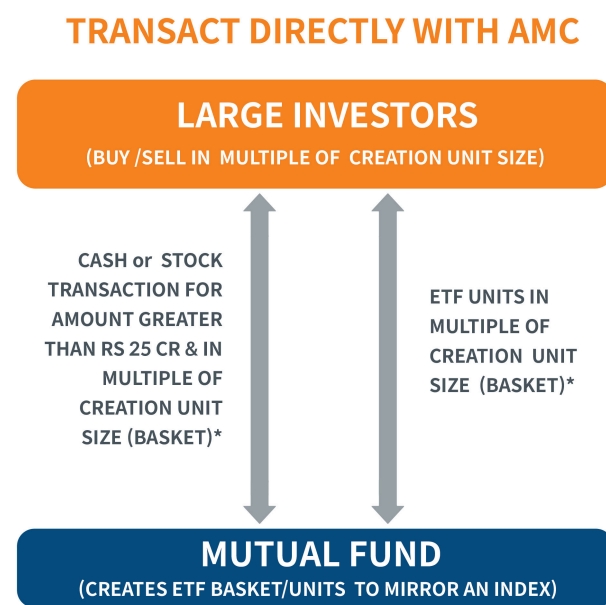 TRANSACT DIRECTLY WITH AMC
LARGE INVESTORS
(BUY /SELL IN MULTIPLE OF CREATION UNIT SIZE)
CASH or STOCK
TRANSACTION FOR
AMOUNT GREATER
THAN RS 25 CR & IN
MULTIPLE OF
CREATION UNIT
SIZE (BASKET)*
ETF UNITS IN
MULTIPLE OF
CREATION UNIT
SIZE (BASKET)*
MUTUAL FUND
(CREATES ETF BASKET/UNITS TO MIRROR AN INDEX)